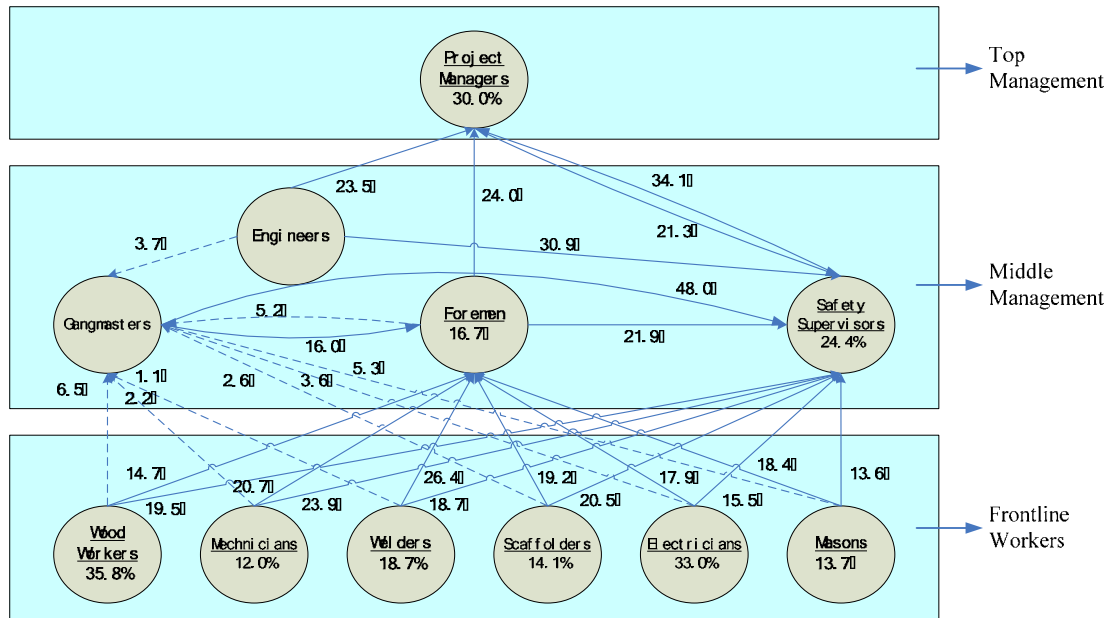 Project
Managers
30.0%
Top
Management
23.5▯
24.0▯
34.1▯
21.3▯
Engineers
3.7▯
30.9▯
48.0▯
Middle
Management
Gangmasters
5.2▯
16.0▯
Foremen
16.7▯
21.9▯
Safety
Supervisors
24.4%
6.5▯
1.1▯
2.2▯
2.6▯
3.6▯
5.3▯
14.7▯
19.5▯
20.7▯
23.9▯
26.4▯
18.7▯
19.2▯
20.5▯
17.9▯
15.5▯
18.4▯
13.6▯
Wood
Workers
35.8%
Mechnicians
12.0%
Welders
18.7%
Scaffolders
14.1%
Electricians
33.0%
Masons
13.7▯
Frontline
Workers